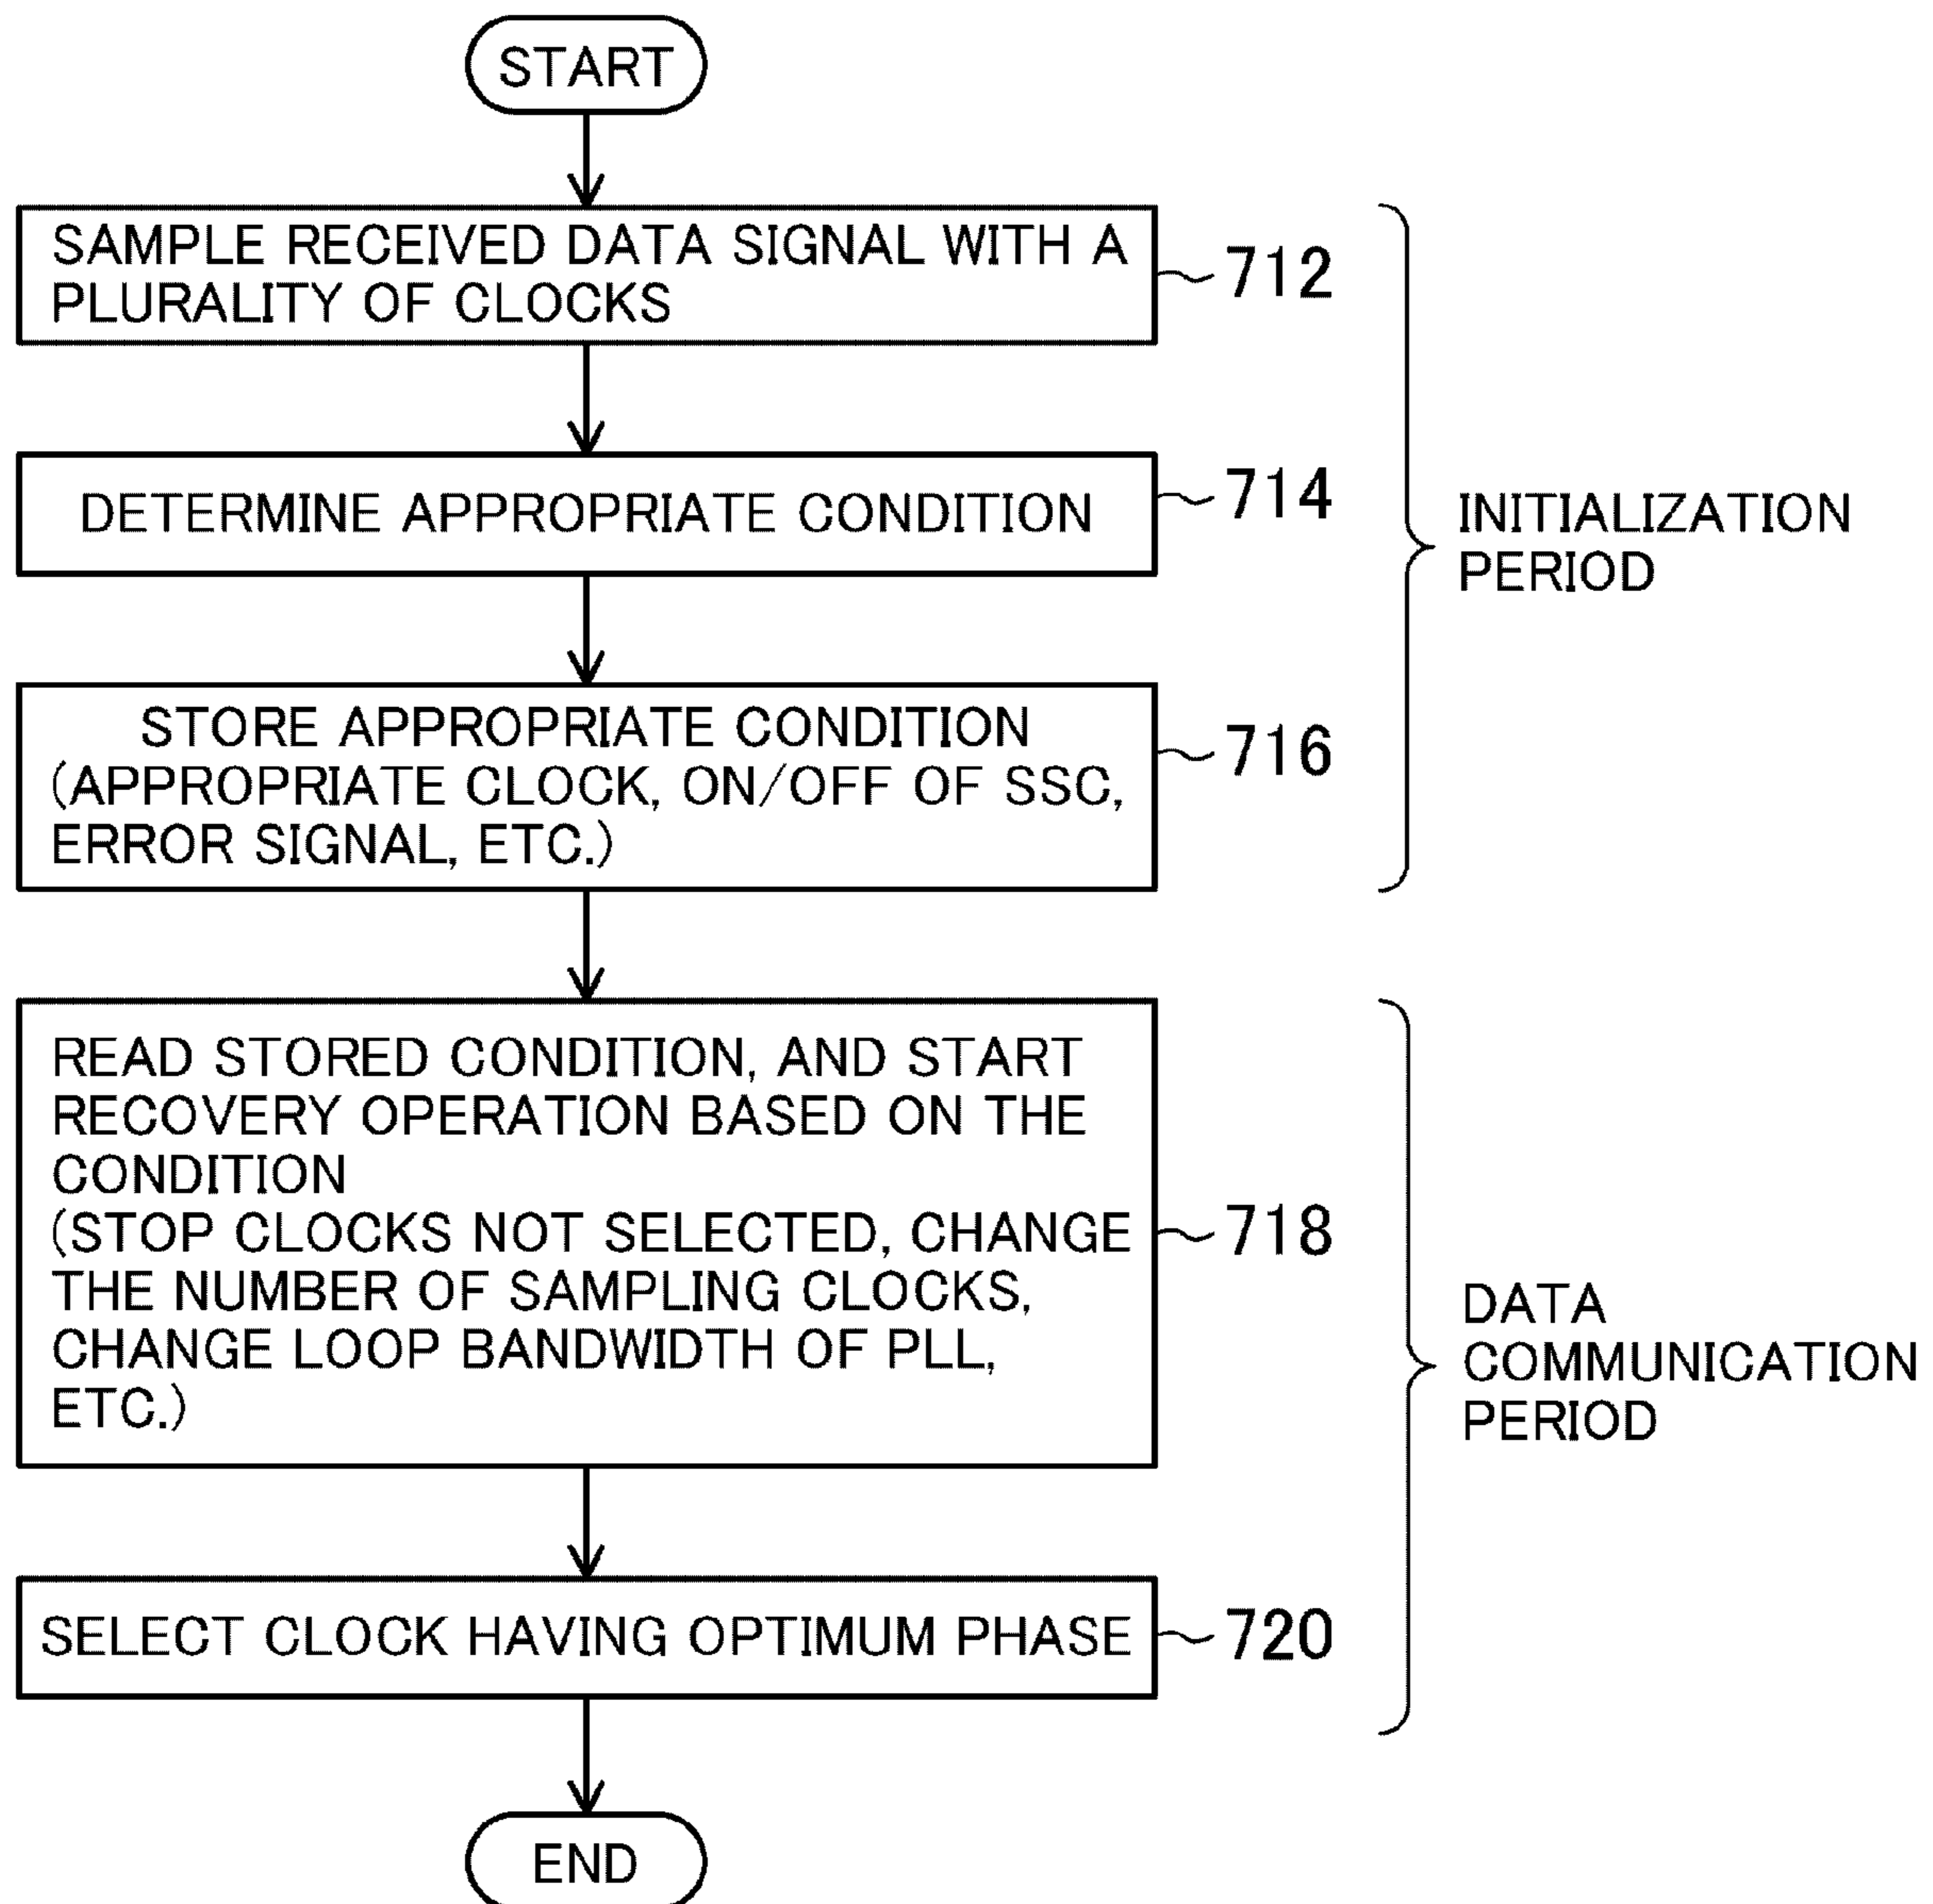 START
SAMPLE RECEIVED DATA SIGNAL WITH A
PLURALITY OF CLOCKS
712
DETERMINE APPROPRIATE CONDITION
714
STORE APPROPRIATE CONDITION
(APPROPRIATE CLOCK, ON/OFF OF SSC,
ERROR SIGNAL, ETC.)
716
INITIALIZATION
PERIOD
READ STORED CONDITION, AND START
RECOVERY OPERATION BASED ON THE
CONDITION
(STOP CLOCKS NOT SELECTED, CHANGE
THE NUMBER OF SAMPLING CLOCKS,
CHANGE LOOP BANDWIDTH OF PLL,
ETC.)
718
SELECT CLOCK HAVING OPTIMUM PHASE
720
DATA
COMMUNICATION
PERIOD
END